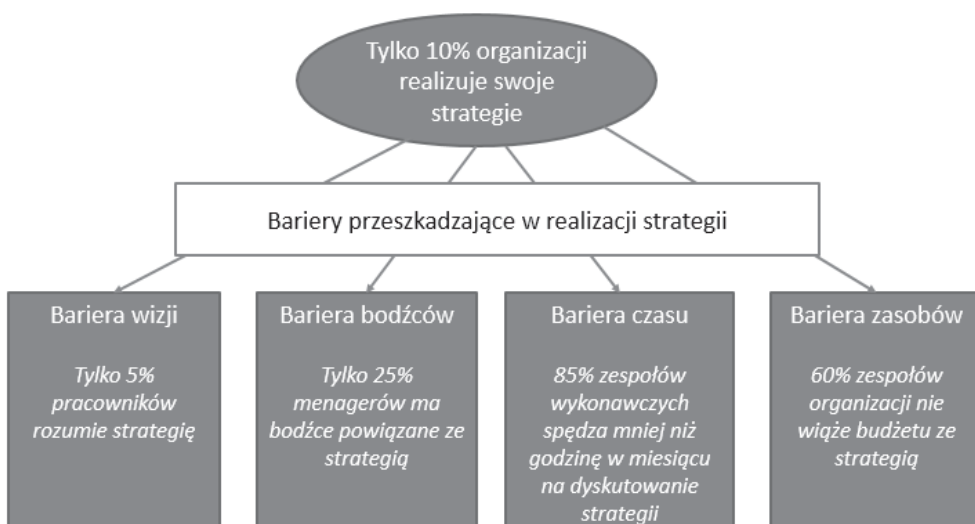 Tylko 10% organizacji
realizuje swoje
strategie
Bariery przeszkadzające w realizacji strategii
Bariera wizji
Tylko 5%
pracowników
rozumie strategię
Bariera bodźców
Tylko 25%
menagerów ma
bodźce powiązane ze
strategią
Bariera czasu
85% zespołów
wykonawczych
spędza mniej niż
godzinę w miesiącu
na dyskutowanie
strategii
Bariera zasobów
60% zespołów
organizacji nie
wiąże budżetu ze
strategią